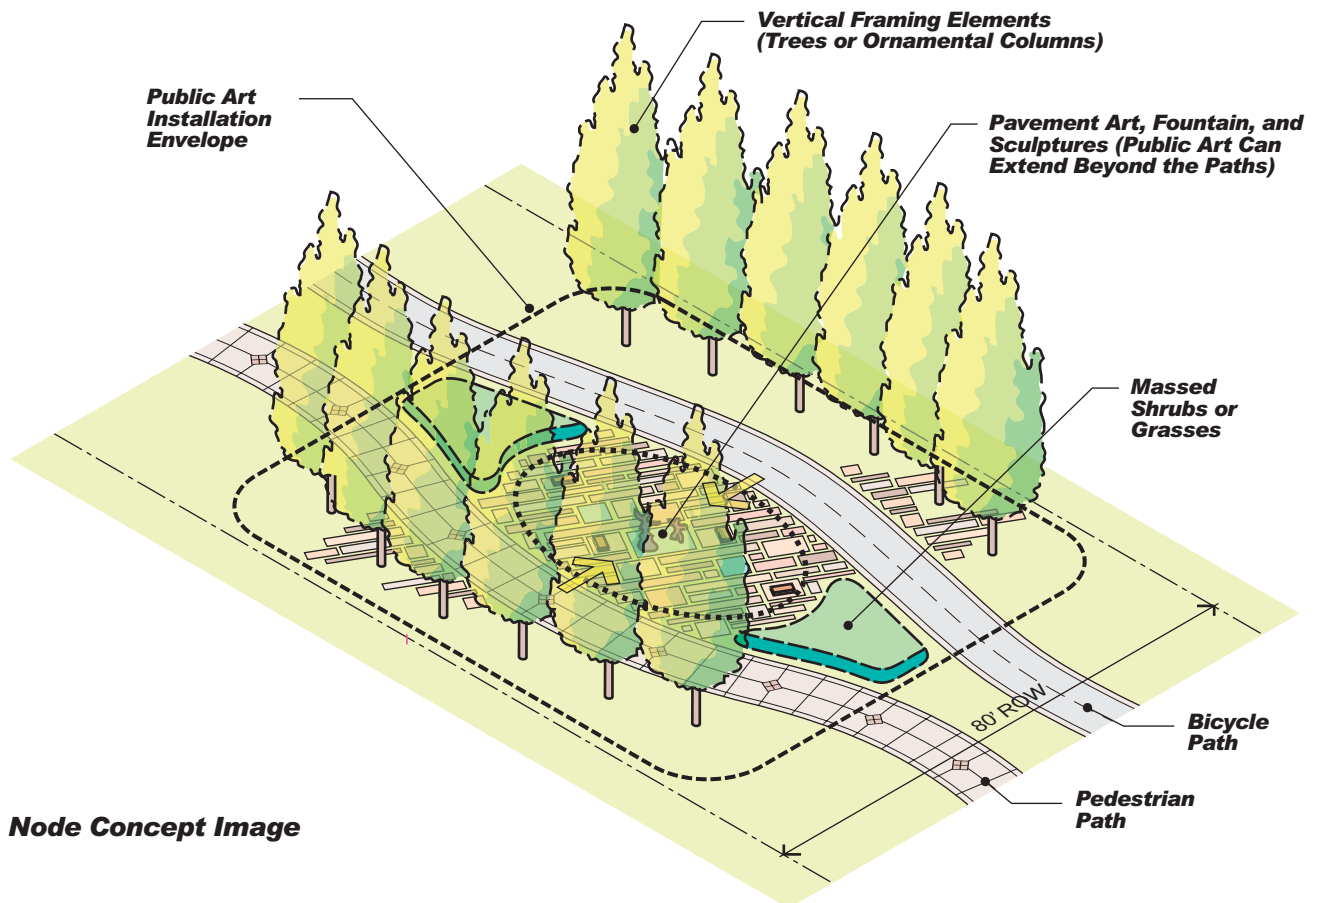 Vertical Framing Elements
(Trees or Ornamental Columns)
Public Art
Installation
Envelope
Pavement Art, Fountain, and
Sculptures (Public Art Can
Extend Beyond the Paths)
Massed
Shrubs or
Grasses
80' ROW
Bicycle
Path
Pedestrian
Path
Node Concept Image